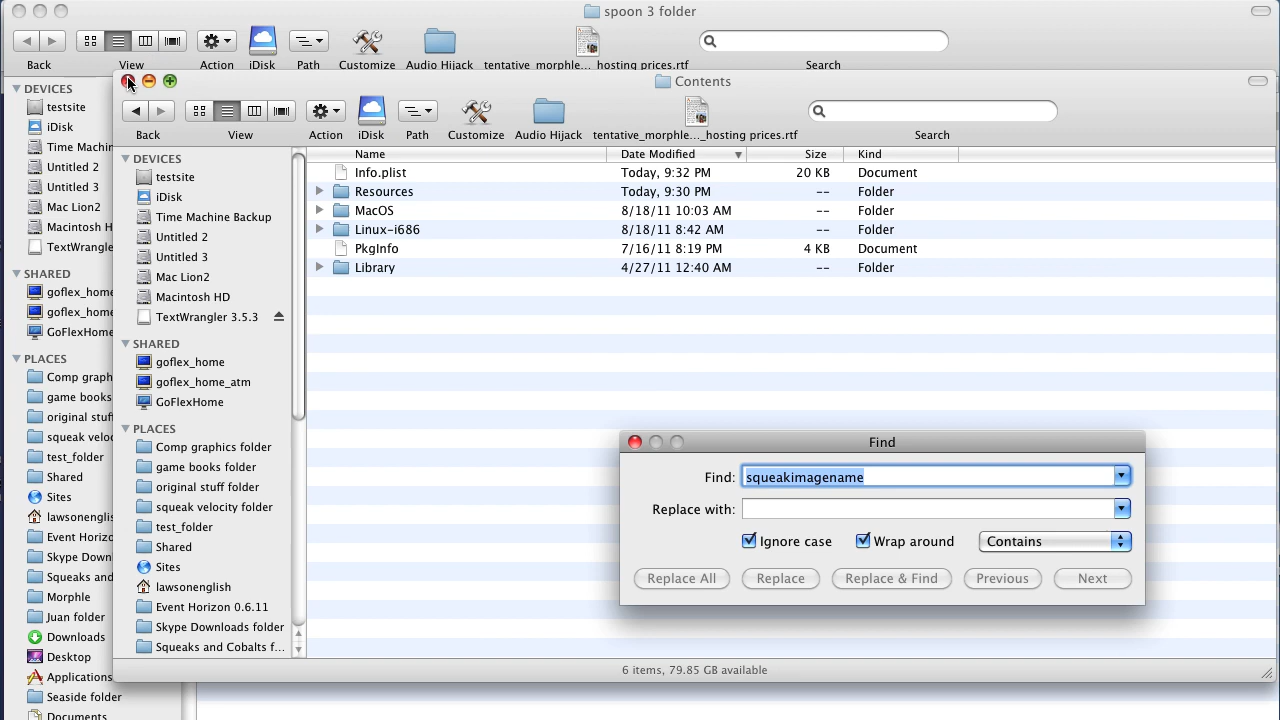 spoon 3 folder
Back View Action iDisk Path Customize Audio Hijack tentative_morphle..._hosting prices.rtf Search
DEVICES
testsite
iDisk
Time Machin
Untitled 2
Untitled 3
Mac Lion2
Macintosh H
TextWrangle
SHARED
goflex_home
goflex_home
GoFlexHome
PLACES
Comp graph
game books
original stuf
squeak veloc
test_folder
Shared
Sites
lawsonenglis
Event Horizo
Skype Down
Squeaks and
Morphle
Juan folder
Downloads
Desktop
Applications
Seaside folder
Documents
Contents
Back View Action iDisk Path Customize Audio Hijack tentative_morphle..._hosting prices.rtf Search
DEVICES
testsite
iDisk
Time Machine Backup
Untitled 2
Untitled 3
Mac Lion2
Macintosh HD
TextWrangler 3.5.3
SHARED
goflex_home
goflex_home_atm
GoFlexHome
PLACES
Comp graphics folder
game books folder
original stuff folder
squeak velocity folder
test_folder
Shared
Sites
lawsonenglish
Event Horizon 0.6.11
Skype Downloads folder
Squeaks and Cobalts f...
Name Date Modified Size Kind
Info.plist Today, 9:32 PM 20 KB Document
Resources Today, 9:30 PM -- Folder
MacOS 8/18/11 10:03 AM -- Folder
Linux-i686 8/18/11 8:42 AM -- Folder
PkgInfo 7/16/11 8:19 PM 4 KB Document
Library 4/27/11 12:40 AM -- Folder
Find
Find: squeakimagename
Replace with:
Ignore case Wrap around Contains
Replace All Replace Replace & Find Previous Next
6 items, 79.85 GB available